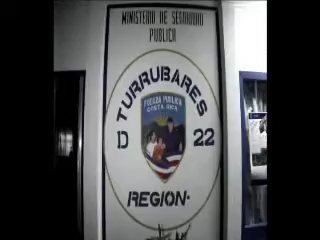 MINISTERIO DE SEGURIDAD
PUBLICA
TURRUBARES
FUERZA PUBLICA
COSTA RICA
D 22
REGION